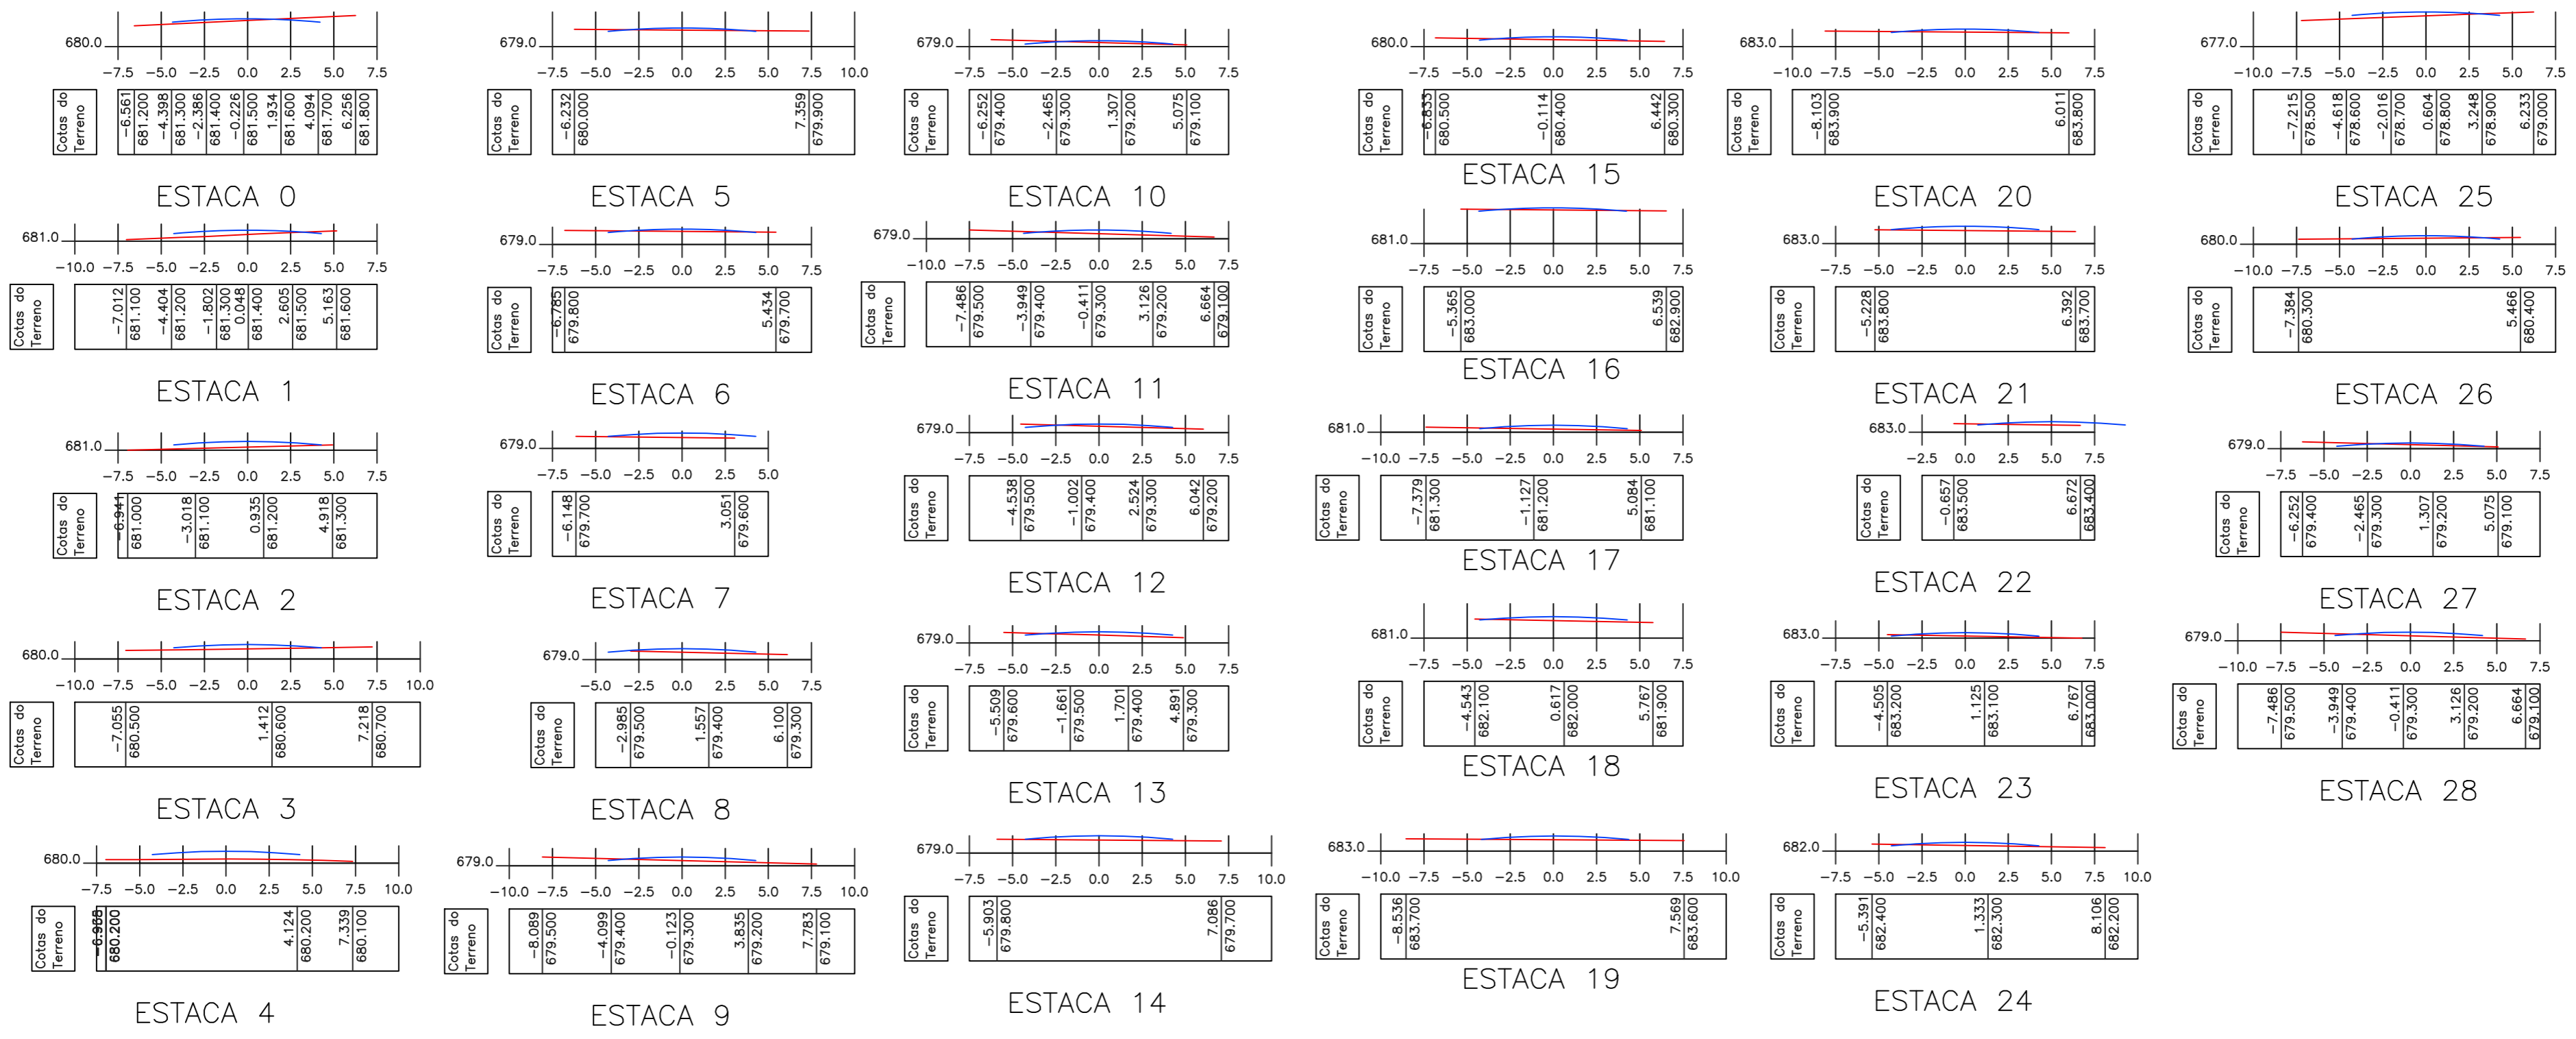 680.0
-7.5 -5.0 -2.5 0.0 2.5 5.0 7.5
Cotas do
Terreno
-6.561
681.200
-4.398
681.300
-2.386
681.400
-0.226
681.500
1.934
681.600
4.094
681.700
6.256
681.800
ESTACA 0
681.0
-10.0 -7.5 -5.0 -2.5 0.0 2.5 5.0 7.5
Cotas do
Terreno
-7.012
681.100
-4.404
681.200
-1.802
681.300
0.048
681.400
2.605
681.500
5.163
681.600
ESTACA 1
681.0
-7.5 -5.0 -2.5 0.0 2.5 5.0 7.5
Cotas do
Terreno
-6.941
681.000
-3.018
681.100
0.935
681.200
4.918
681.300
ESTACA 2
680.0
-10.0 -7.5 -5.0 -2.5 0.0 2.5 5.0 7.5 10.0
Cotas do
Terreno
-7.055
680.500
1.412
680.600
7.218
680.700
ESTACA 3
680.0
-7.5 -5.0 -2.5 0.0 2.5 5.0 7.5 10.0
Cotas do
Terreno
680.200
4.124
680.200
7.339
680.100
ESTACA 4
679.0
-7.5 -5.0 -2.5 0.0 2.5 5.0 7.5 10.0
Cotas do
Terreno
-6.232
680.000
7.359
679.900
ESTACA 5
679.0
-7.5 -5.0 -2.5 0.0 2.5 5.0 7.5
Cotas do
Terreno
-6.785
679.800
5.434
679.700
ESTACA 6
679.0
-7.5 -5.0 -2.5 0.0 2.5 5.0
Cotas do
Terreno
-6.148
679.700
3.051
679.600
ESTACA 7
679.0
-5.0 -2.5 0.0 2.5 5.0 7.5
Cotas do
Terreno
-2.985
679.500
1.557
679.400
6.100
679.300
ESTACA 8
679.0
-10.0 -7.5 -5.0 -2.5 0.0 2.5 5.0 7.5 10.0
Cotas do
Terreno
-8.089
679.500
-4.099
679.400
-0.123
679.300
3.835
679.200
7.783
679.100
ESTACA 9
679.0
-7.5 -5.0 -2.5 0.0 2.5 5.0 7.5
Cotas do
Terreno
-6.252
679.400
-2.465
679.300
1.307
679.200
5.075
679.100
ESTACA 10
679.0
-10.0 -7.5 -5.0 -2.5 0.0 2.5 5.0 7.5
Cotas do
Terreno
-7.486
679.500
-3.949
679.400
-0.411
679.300
3.126
679.200
6.664
679.100
ESTACA 11
679.0
-7.5 -5.0 -2.5 0.0 2.5 5.0 7.5
Cotas do
Terreno
-4.538
679.500
-1.002
679.400
2.524
679.300
6.042
679.200
ESTACA 12
679.0
-7.5 -5.0 -2.5 0.0 2.5 5.0 7.5
Cotas do
Terreno
-5.509
679.600
-1.661
679.500
1.701
679.400
4.891
679.300
ESTACA 13
679.0
-7.5 -5.0 -2.5 0.0 2.5 5.0 7.5 10.0
Cotas do
Terreno
-5.903
679.800
7.086
679.700
ESTACA 14
680.0
-7.5 -5.0 -2.5 0.0 2.5 5.0 7.5
Cotas do
Terreno
-6.833
680.500
-0.114
680.400
6.442
680.300
ESTACA 15
681.0
-7.5 -5.0 -2.5 0.0 2.5 5.0 7.5
Cotas do
Terreno
-5.365
683.000
6.539
682.900
ESTACA 16
681.0
-10.0 -7.5 -5.0 -2.5 0.0 2.5 5.0 7.5
Cotas do
Terreno
-7.379
681.300
-1.127
681.200
5.084
681.100
ESTACA 17
681.0
-7.5 -5.0 -2.5 0.0 2.5 5.0 7.5
Cotas do
Terreno
-4.543
682.100
0.617
682.000
5.767
681.900
ESTACA 18
683.0
-10.0 -7.5 -5.0 -2.5 0.0 2.5 5.0 7.5 10.0
Cotas do
Terreno
-8.536
683.700
7.569
683.600
ESTACA 19
683.0
-10.0 -7.5 -5.0 -2.5 0.0 2.5 5.0 7.5
Cotas do
Terreno
-8.103
683.900
6.011
683.800
ESTACA 20
683.0
-7.5 -5.0 -2.5 0.0 2.5 5.0 7.5
Cotas do
Terreno
-5.228
683.800
6.392
683.700
ESTACA 21
683.0
-2.5 0.0 2.5 5.0 7.5
Cotas do
Terreno
-0.657
683.500
6.672
683.400
ESTACA 22
683.0
-7.5 -5.0 -2.5 0.0 2.5 5.0 7.5
Cotas do
Terreno
-4.505
683.200
1.125
683.100
6.767
683.000
ESTACA 23
682.0
-7.5 -5.0 -2.5 0.0 2.5 5.0 7.5 10.0
Cotas do
Terreno
-5.391
682.400
1.333
682.300
8.106
682.200
ESTACA 24
677.0
-10.0 -7.5 -5.0 -2.5 0.0 2.5 5.0 7.5
Cotas do
Terreno
-7.215
678.500
-4.618
678.600
-2.016
678.700
0.604
678.800
3.248
678.900
6.233
679.000
ESTACA 25
680.0
-10.0 -7.5 -5.0 -2.5 0.0 2.5 5.0 7.5
Cotas do
Terreno
-7.384
680.300
5.466
680.400
ESTACA 26
679.0
-7.5 -5.0 -2.5 0.0 2.5 5.0 7.5
Cotas do
Terreno
-6.252
679.400
-2.465
679.300
1.307
679.200
5.075
679.100
ESTACA 27
679.0
-10.0 -7.5 -5.0 -2.5 0.0 2.5 5.0 7.5
Cotas do
Terreno
-7.486
679.500
-3.949
679.400
-0.411
679.300
3.126
679.200
6.664
679.100
ESTACA 28